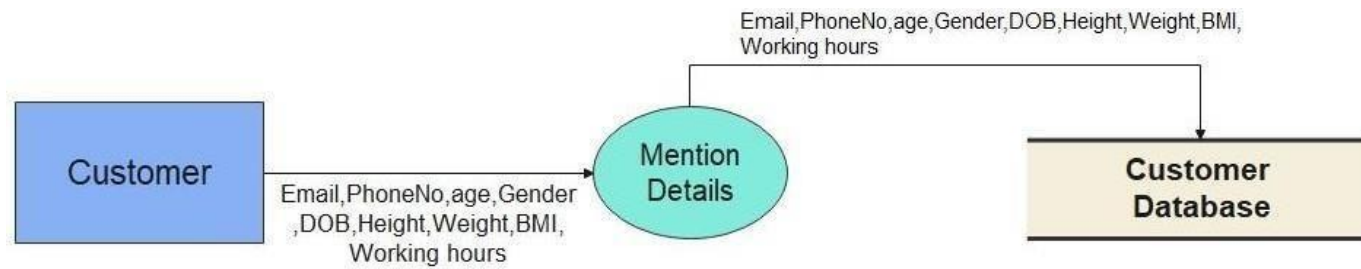 Email,PhoneNo,age,Gender,DOB,Height,Weight,BMI,
Working hours
Customer
Email,PhoneNo,age,Gender
,DOB,Height,Weight,BMI,
Working hours
Mention
Details
Customer
Database